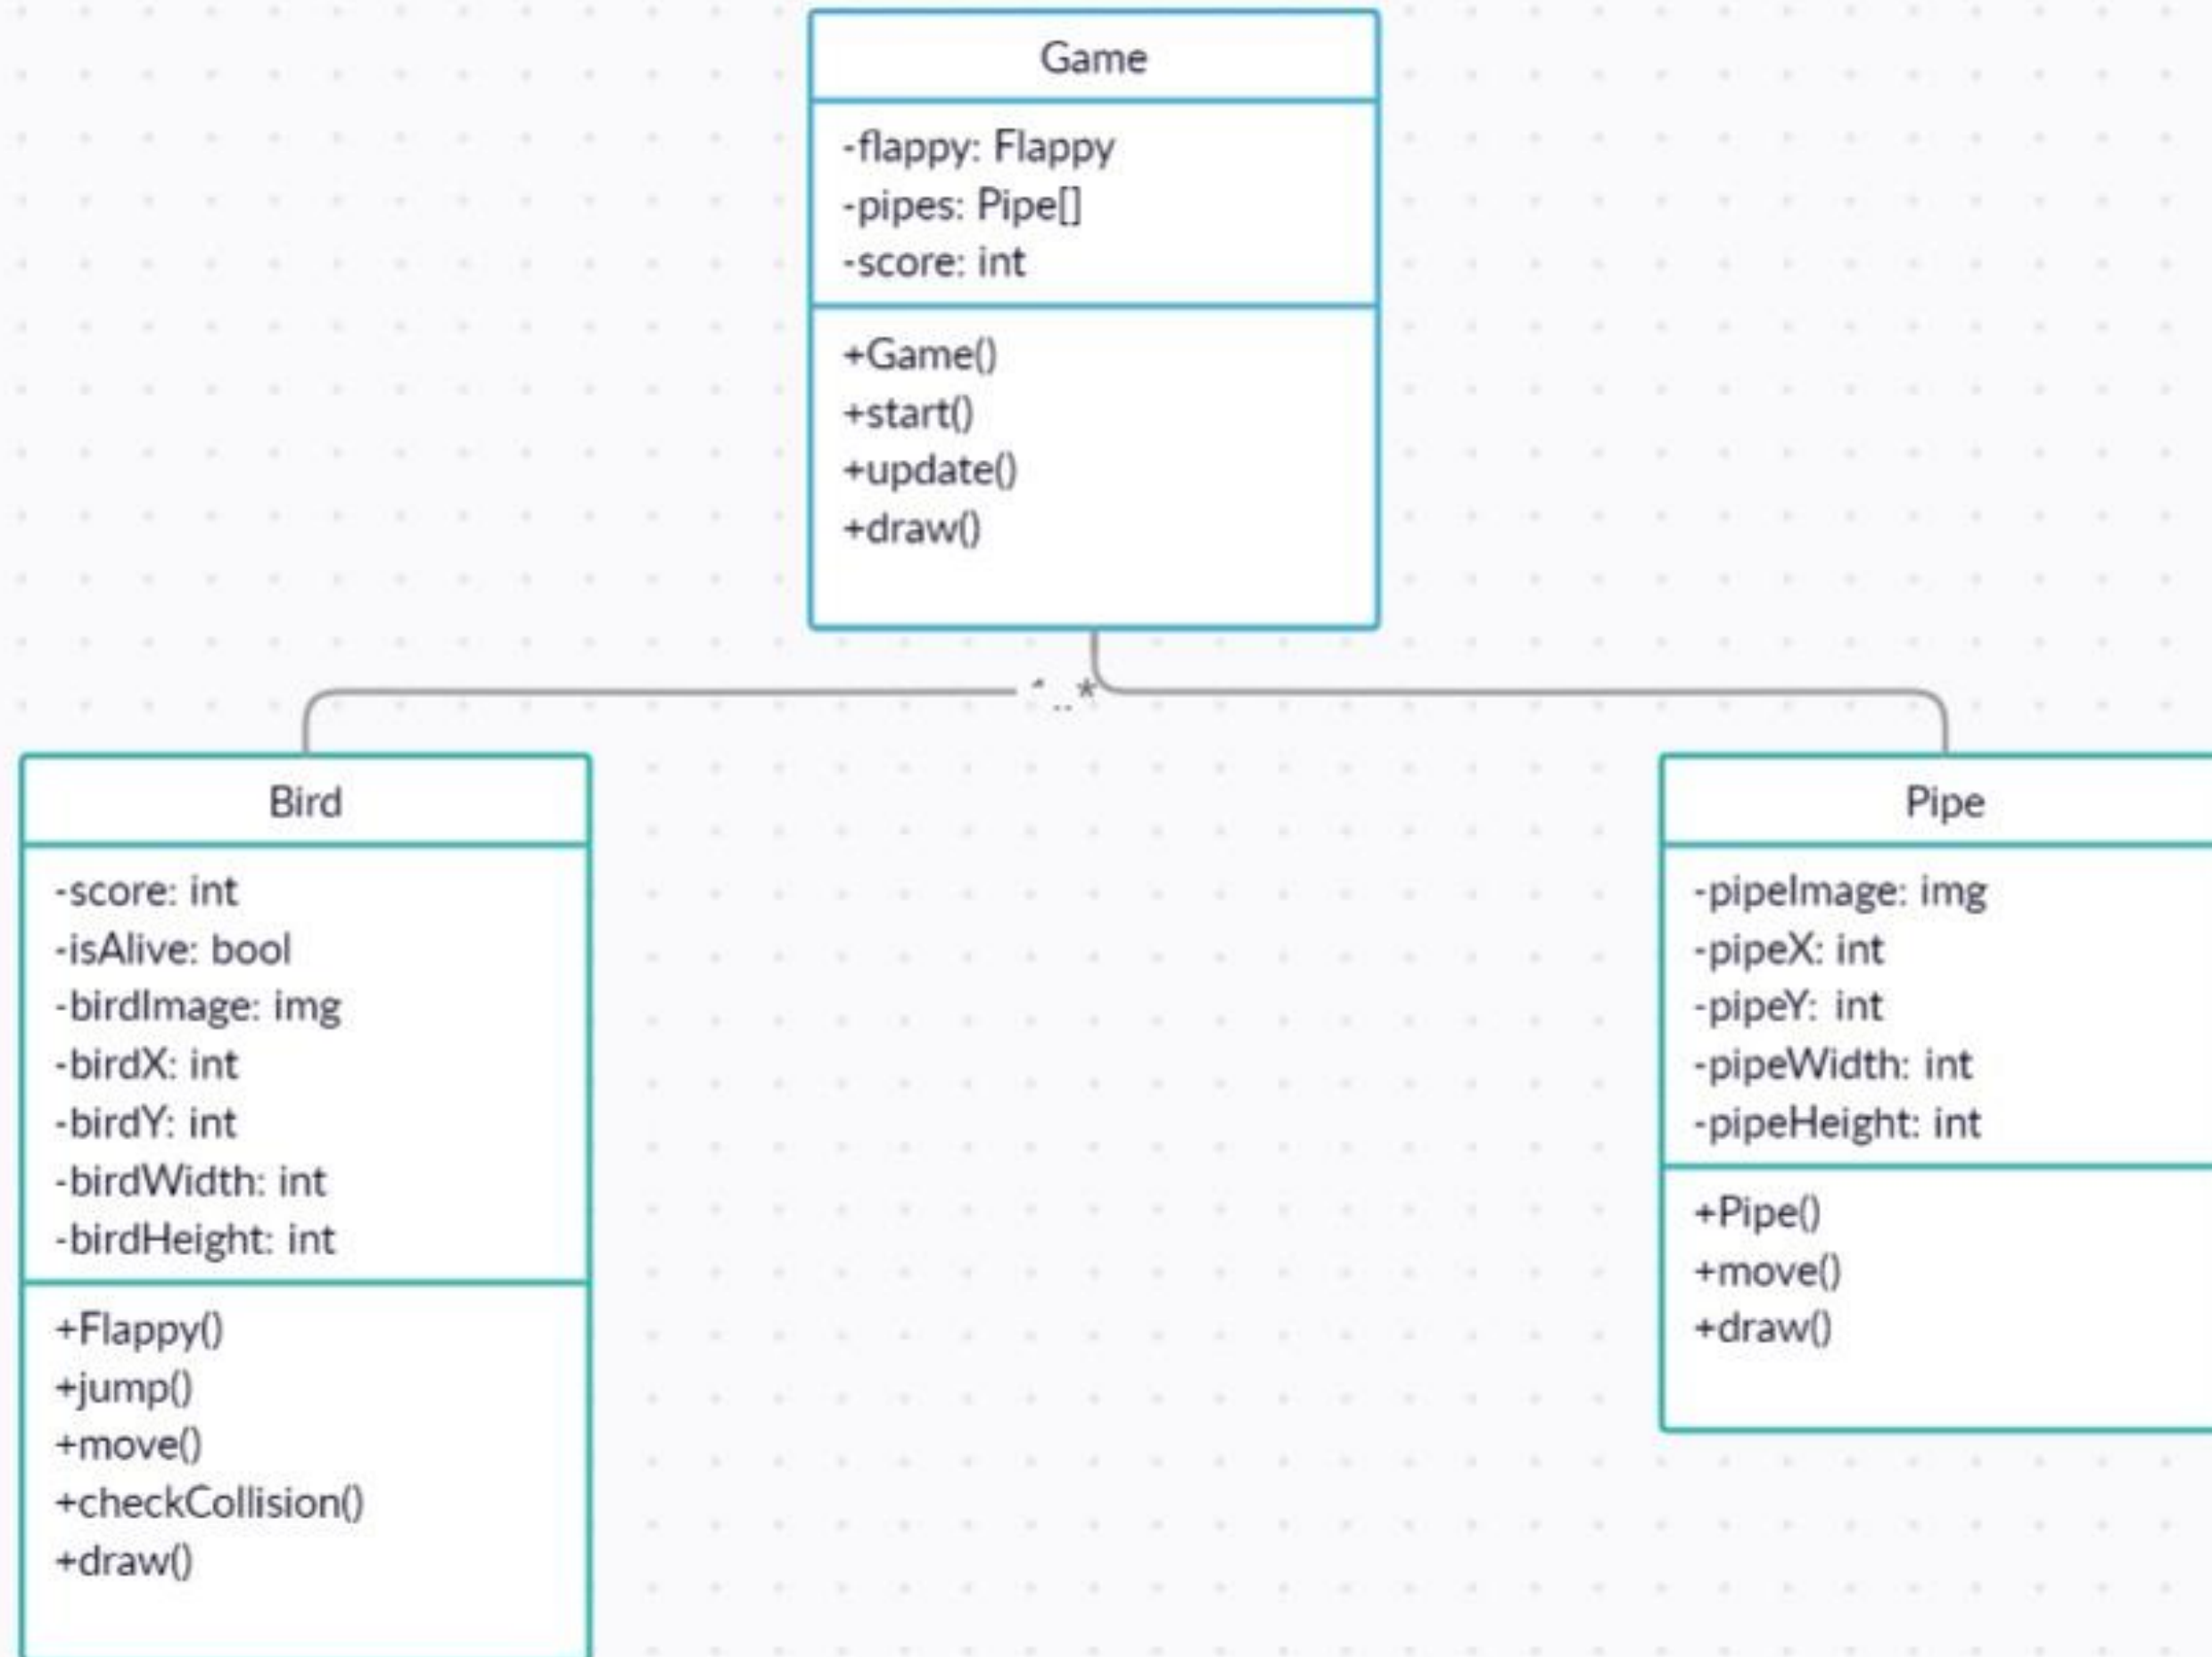 Game
-flappy: Flappy
-pipes: Pipe[]
-score: int
+Game()
+start()
+update()
+draw()
Bird
-score: int
-isAlive: bool
-birdImage: img
-birdX: int
-birdY: int
-birdWidth: int
-birdHeight: int
+Flappy()
+jump()
+move()
+checkCollision()
+draw()
Pipe
-pipeImage: img
-pipeX: int
-pipeY: int
-pipeWidth: int
-pipeHeight: int
+Pipe()
+move()
+draw()